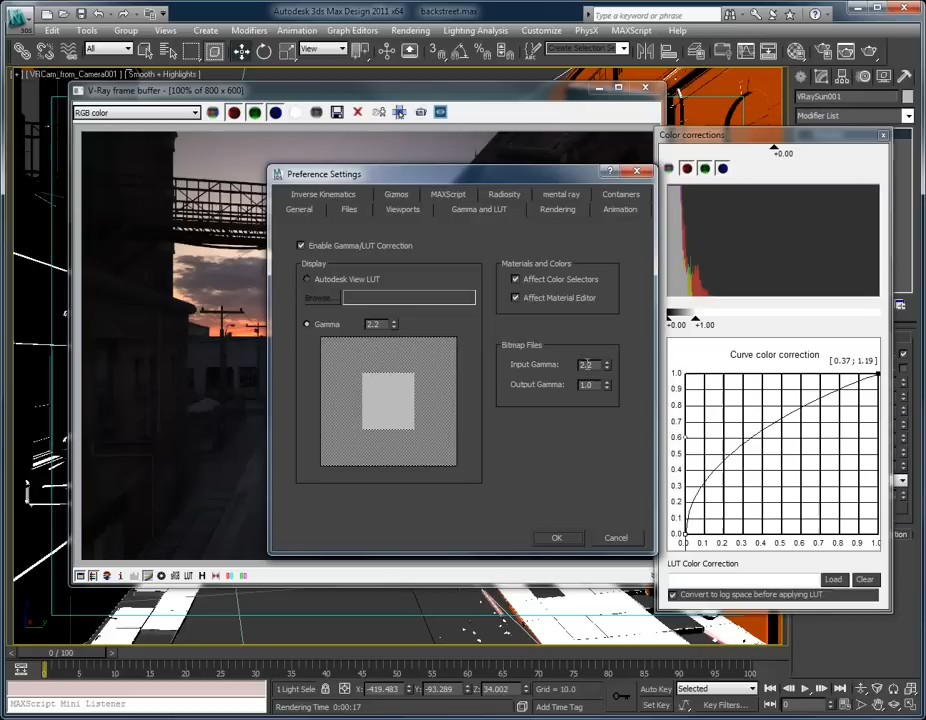 Autodesk 3ds Max Design 2011 x64 backstreet.max
Type a keyword or phrase
Edit Tools Group Views Create Modifiers Animation Graph Editors Rendering Lighting Analysis Customize PhysX MAXScript Help
All View Create Selection Se
[ + ] [ VRCam_from_Camera001 ] [ Smooth + Highlights ]
V-Ray frame buffer - [100% of 800 x 600]
VRaySun001
RGB color
Modifier List
Color corrections
+0.00
Preference Settings
Inverse Kinematics Gizmos MAXScript Radiosity mental ray Containers
General Files Viewports Gamma and LUT Rendering Animation
Enable Gamma/LUT Correction
Display
Autodesk View LUT
Browse...
Gamma 2.2
Materials and Colors
Affect Color Selectors
Affect Material Editor
Bitmap Files
Input Gamma: 2.2
Output Gamma: 1.0
OK Cancel
+0.00 +1.00
Curve color correction
[ 0.37 ; 1.19 ]
1.0
0.9
0.8
0.7
0.6
0.5
0.4
0.3
0.2
0.1
0.0
0.0 0.1 0.2 0.3 0.4 0.5 0.6 0.7 0.8 0.9 1.0
LUT Color Correction
Load Clear
Convert to log space before applying LUT
sRGB LUT H
0 / 100
0 5 10 15 20 25 30 35 40 45 50 55 60 65 70 75 80 85 90 95 100
1 Light Sele X: -419.483 Y: -93.289 Z: 34.002 Grid = 10.0 Auto Key Selected
MAXScript Mini Listener Rendering Time 0:00:17 Add Time Tag Set Key Key Filters... 0